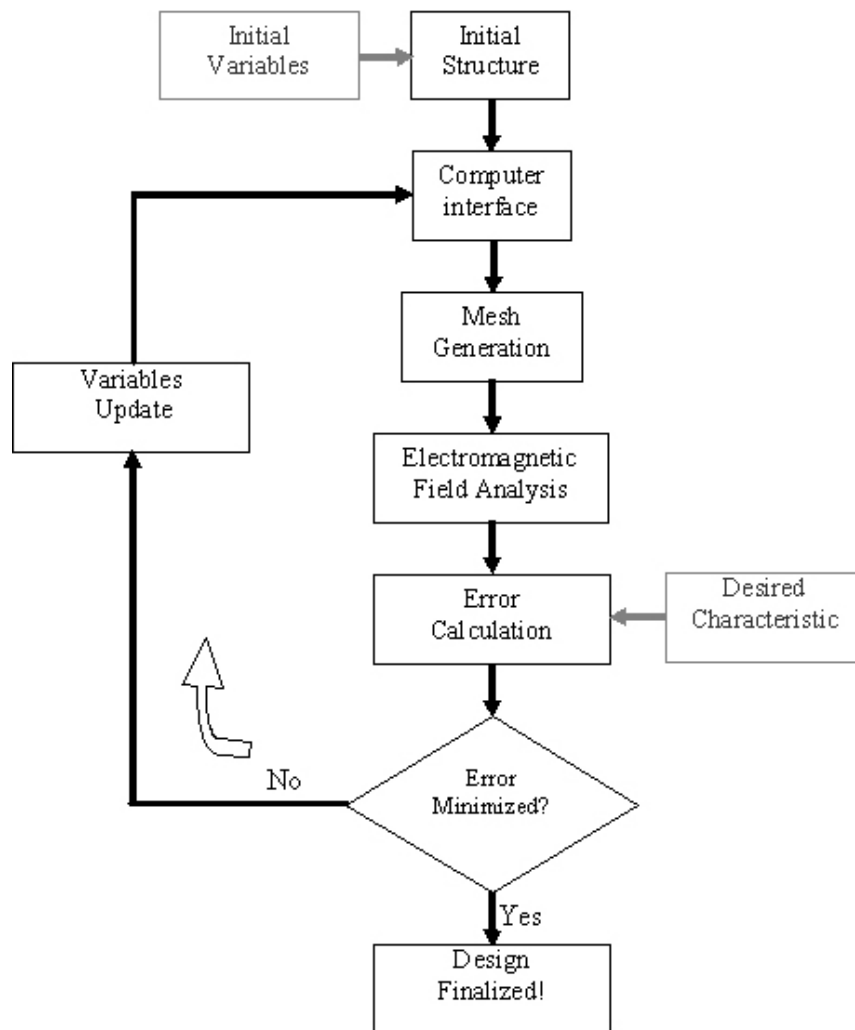 Initial
Variables
Initial
Structure
Computer
interface
Mesh
Generation
Variables
Update
Electromagnetic
Field Analysis
Error
Calculation
Desired
Characteristic
No
Error
Minimized?
Yes
Design
Finalized!